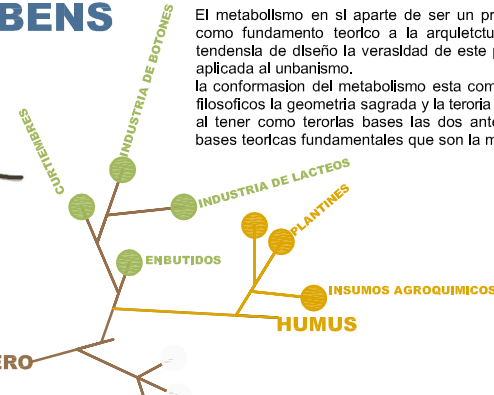 BENS
El metabolismo en sI aparte de ser un pr
como fundamento teorIco a la arquIetctu
tendensIa de dIseño la verasIdad de este p
aplicada al unbanismo.
la conformasion del metabolismo esta com
filosoficos la geometria sagrada y la teroria
al tener como terorIas bases las dos ante
bases teorIcas fundamentales que son la m
INDUSTRIA DE BOTONES
CURTIEMBRES
INDUSTRIA DE LACTEOS
PLANTINES
ENBUTIDOS
INSUMOS AGROQUIMICOS
HUMUS
ERO